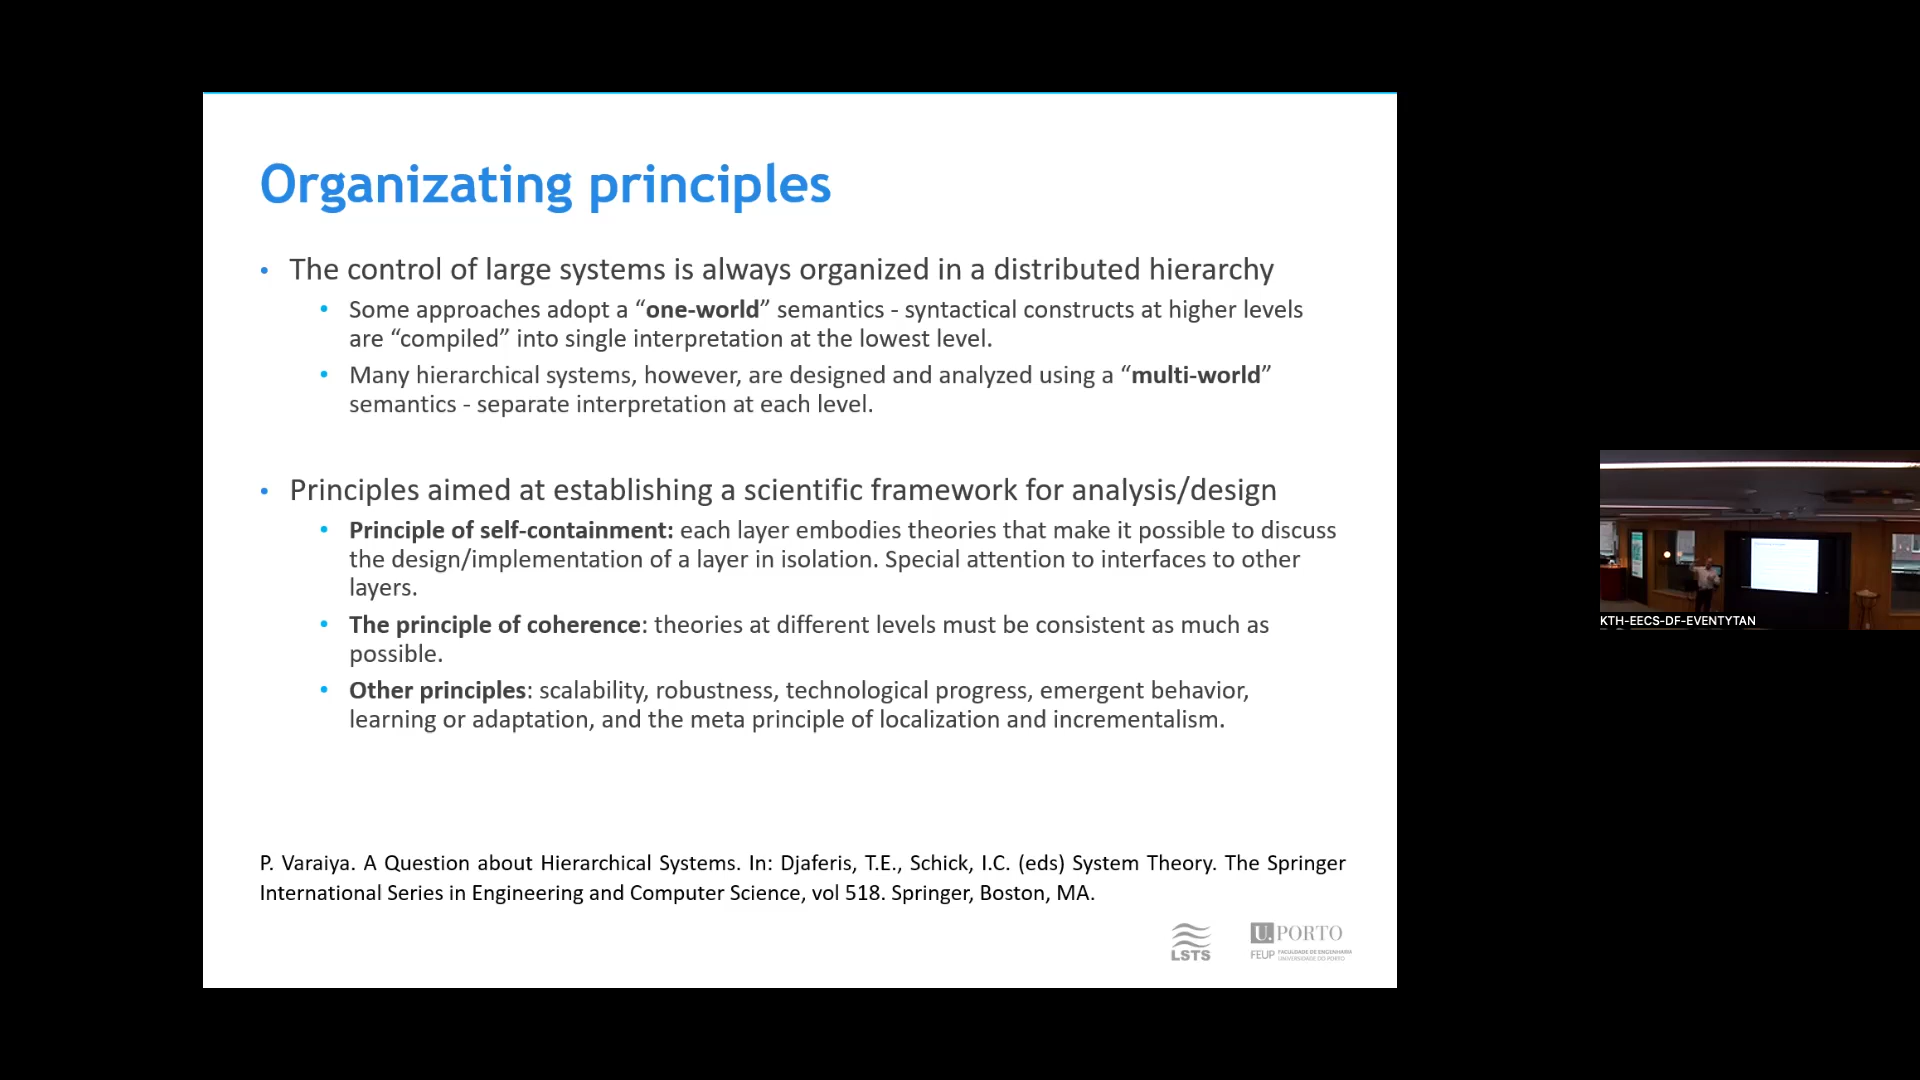 Organizating principles
• The control of large systems is always organized in a distributed hierarchy
• Some approaches adopt a “one-world” semantics - syntactical constructs at higher levels
are “compiled” into single interpretation at the lowest level.
• Many hierarchical systems, however, are designed and analyzed using a “multi-world”
semantics - separate interpretation at each level.
• Principles aimed at establishing a scientific framework for analysis/design
• Principle of self-containment: each layer embodies theories that make it possible to discuss
the design/implementation of a layer in isolation. Special attention to interfaces to other
layers.
• The principle of coherence: theories at different levels must be consistent as much as
possible.
• Other principles: scalability, robustness, technological progress, emergent behavior,
learning or adaptation, and the meta principle of localization and incrementalism.
P. Varaiya. A Question about Hierarchical Systems. In: Djaferis, T.E., Schick, I.C. (eds) System Theory. The Springer
International Series in Engineering and Computer Science, vol 518. Springer, Boston, MA.
LSTS
U. PORTO
FEUP FACULDADE DE ENGENHARIA
UNIVERSIDADE DO PORTO
KTH-EECS-DF-EVENTYTAN